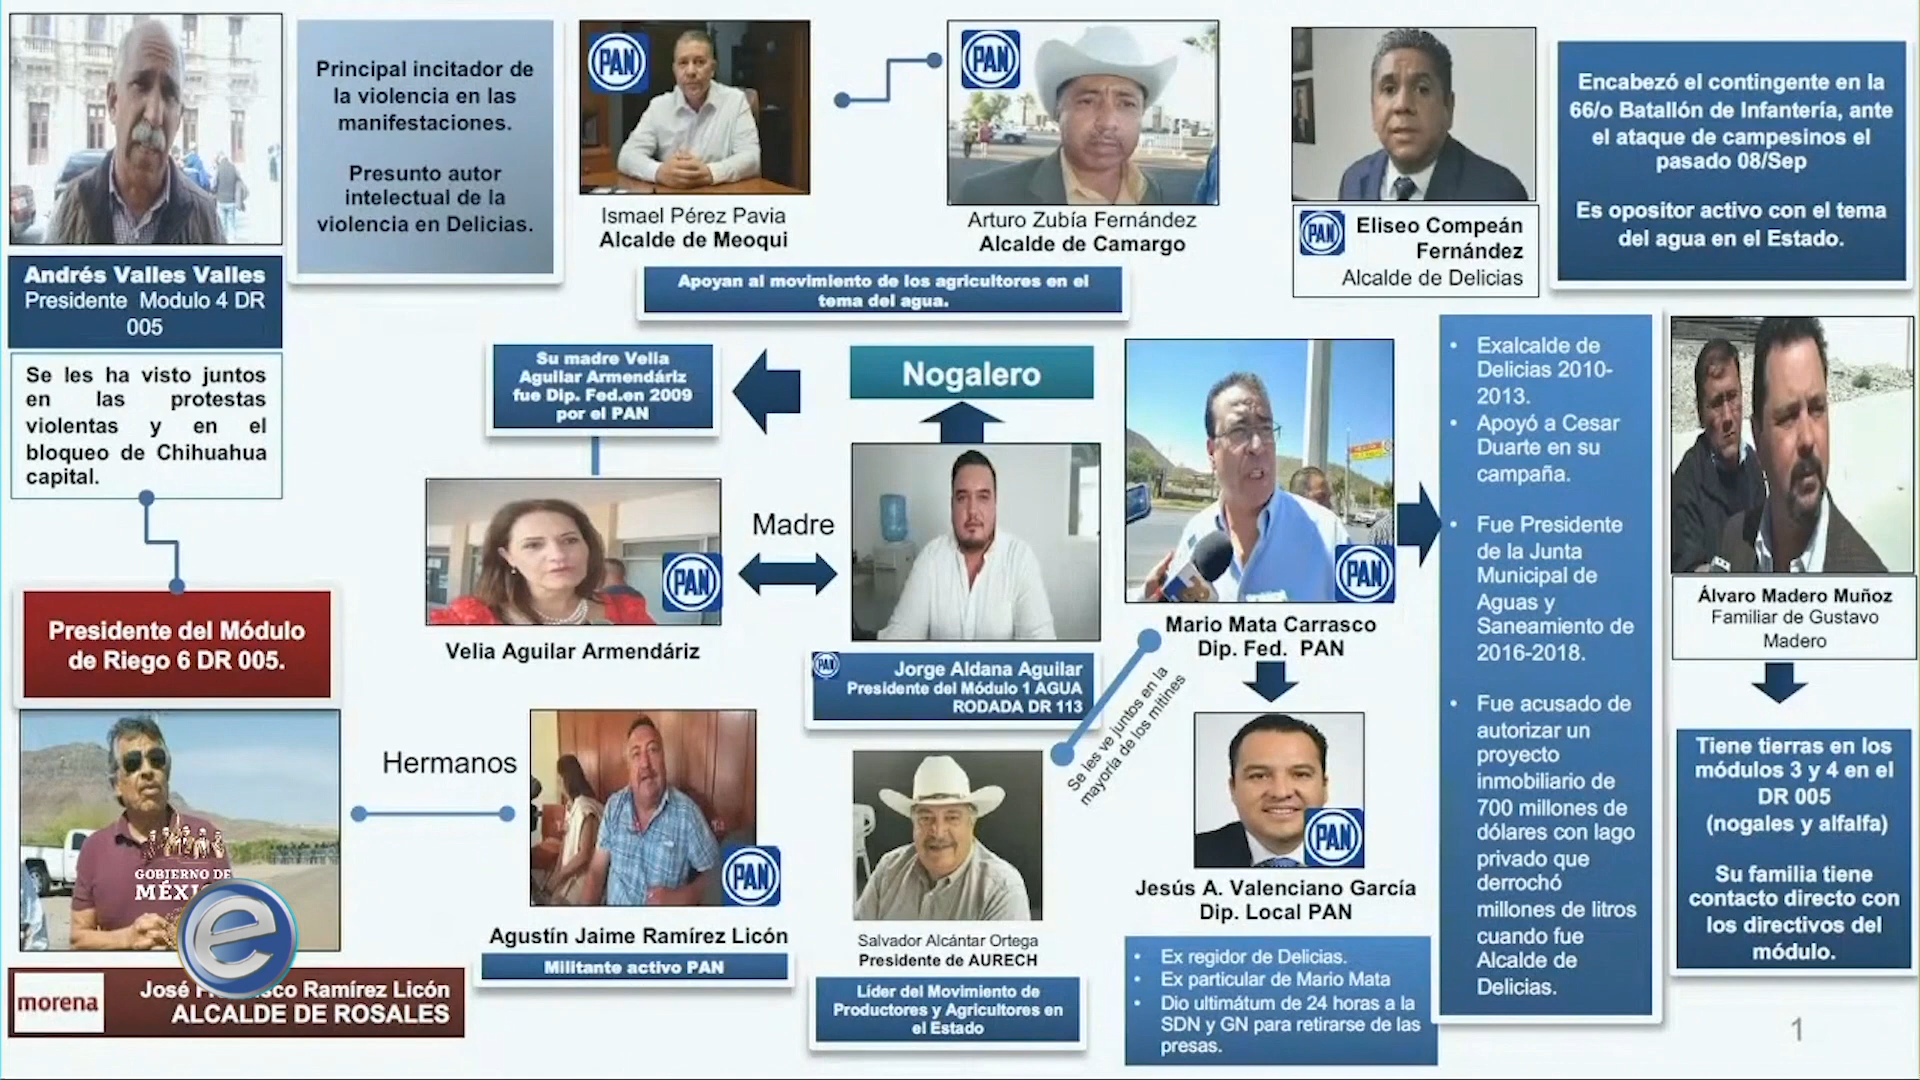 Andrés Valles Valles
Presidente Modulo 4 DR
005
Principal incitador de
la violencia en las
manifestaciones.
Presunto autor
intelectual de la
violencia en Delicias.
PAN
Ismael Pérez Pavia
Alcalde de Meoqui
PAN
Arturo Zubía Fernández
Alcalde de Camargo
Apoyan al movimiento de los agricultores en el
tema del agua.
PAN
Eliseo Compeán
Fernández
Alcalde de Delicias
Encabezó el contingente en la
66/o Batallón de Infantería, ante
el ataque de campesinos el
pasado 08/Sep
Es opositor activo con el tema
del agua en el Estado.
Se les ha visto juntos
en las protestas
violentas y en el
bloqueo de Chihuahua
capital.
Presidente del Módulo
de Riego 6 DR 005.
GOBIERNO DE
e
morena
Ramírez Licón
ALCALDE DE ROSALES
Hermanos
PAN
Agustín Jaime Ramírez Licón
Militante activo PAN
Su madre Velia
Aguilar Armendáriz
fue Dip. Fed.en 2009
por el PAN
PAN
Velia Aguilar Armendáriz
Madre
Nogalero
PAN
Jorge Aldana Aguilar
Presidente del Módulo 1 AGUA
RODADA DR 113
Salvador Alcántar Ortega
Presidente de AURECH
Líder del Movimiento de
Productores y Agricultores en
el Estado
Se les ve juntos en la
mayoría de los mitines
PAN
Mario Mata Carrasco
Dip. Fed. PAN
PAN
Jesús A. Valenciano García
Dip. Local PAN
• Ex regidor de Delicias.
• Ex particular de Mario Mata
• Dio ultimátum de 24 horas a la
SDN y GN para retirarse de las
presas.
• Exalcalde de
Delicias 2010-
2013.
• Apoyó a Cesar
Duarte en su
campaña.
• Fue Presidente
de la Junta
Municipal de
Aguas y
Saneamiento de
2016-2018.
• Fue acusado de
autorizar un
proyecto
inmobiliario de
700 millones de
dólares con lago
privado que
derrochó
millones de litros
cuando fue
Alcalde de
Delicias.
Álvaro Madero Muñoz
Familiar de Gustavo
Madero
Tiene tierras en los
módulos 3 y 4 en el
DR 005
(nogales y alfalfa)
Su familia tiene
contacto directo con
los directivos del
módulo.
1